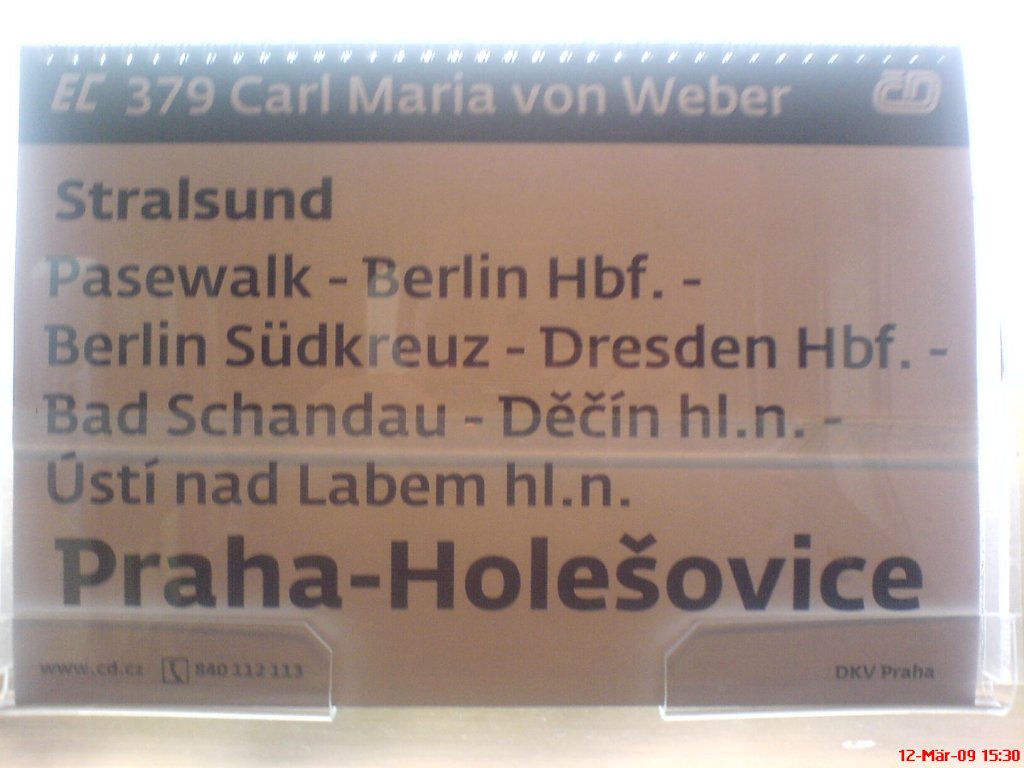 EC 379 Carl Maria von Weber ČD
Stralsund
Pasewalk - Berlin Hbf. -
Berlin Südkreuz - Dresden Hbf. -
Bad Schandau - Děčín hl.n. -
Ústí nad Labem hl.n.
Praha-Holešovice
www.cd.cz 840 112 113 DKV Praha
12-Mär-09 15:30